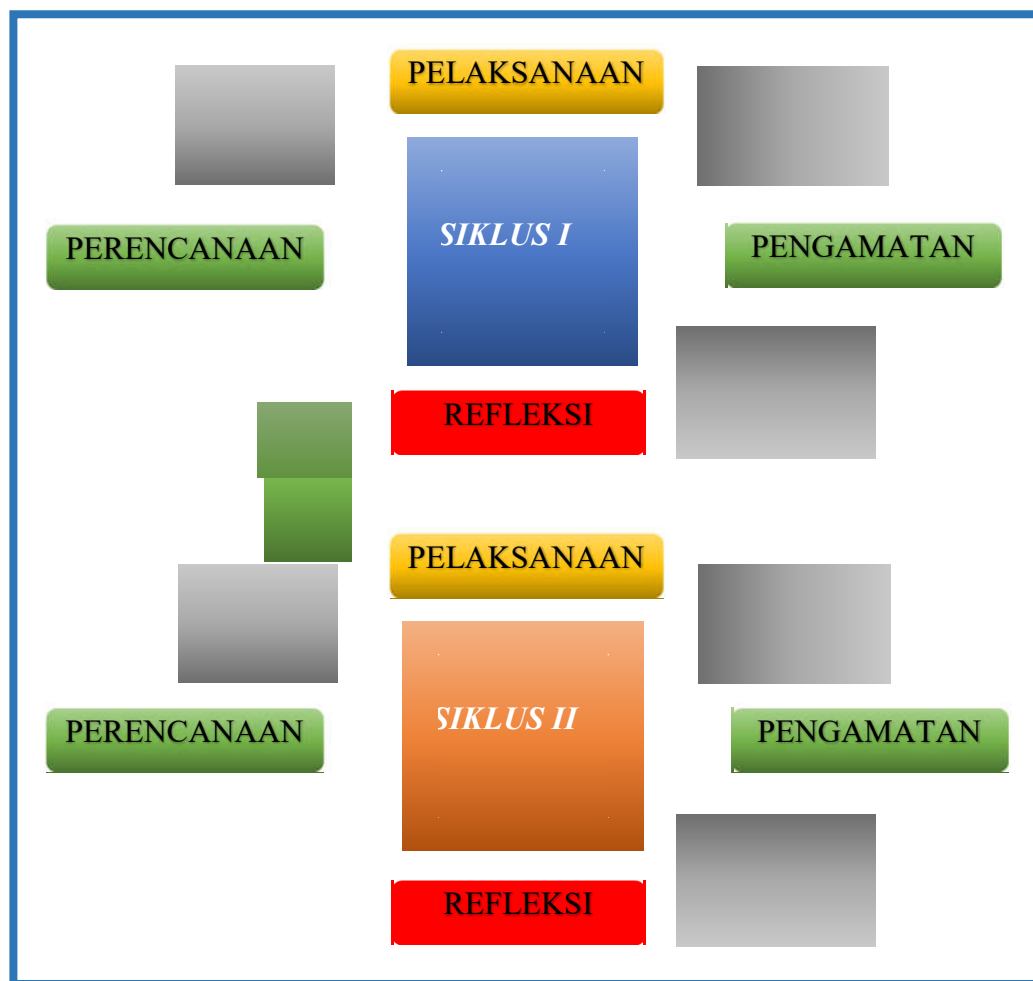 PELAKSANAAN
SIKLUS I
PERENCANAAN
PENGAMATAN
REFLEKSI
PELAKSANAAN
SIKLUS II
PERENCANAAN
PENGAMATAN
REFLEKSI